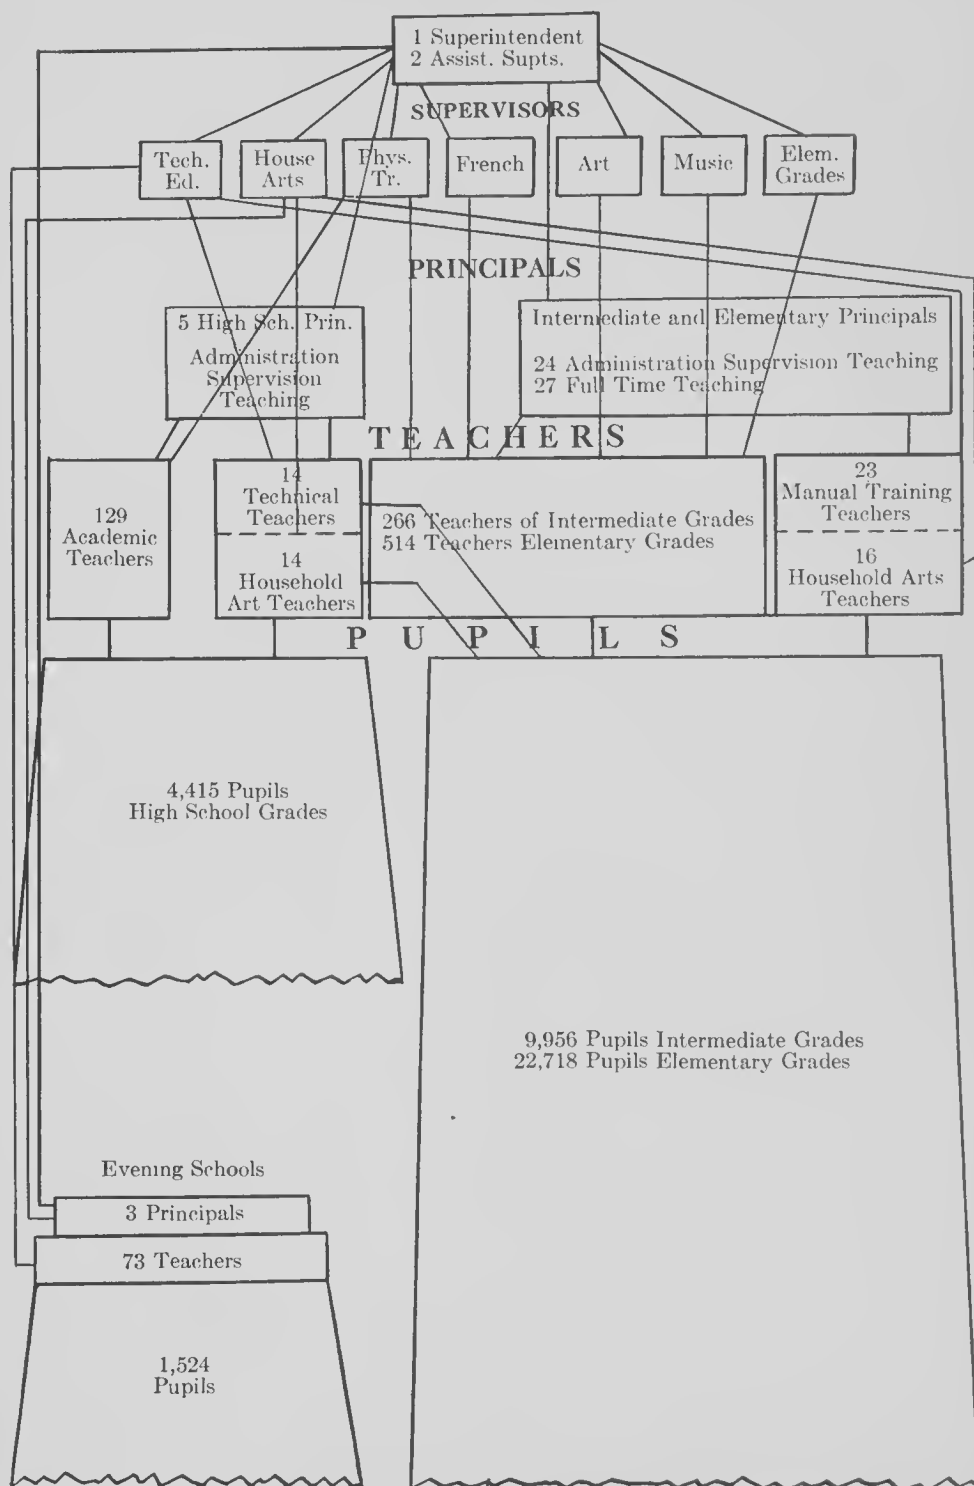 1 Superintendent
2 Assist. Supts.
SUPERVISORS
Tech.
Ed.
House
Arts
Phys.
Tr.
French
Art
Music
Elem.
Grades
PRINCIPALS
5 High Sch. Prin.
Administration
Supervision
Teaching
Intermediate and Elementary Principals
24 Administration Supervision Teaching
27 Full Time Teaching
TEACHERS
129
Academic
Teachers
14
Technical
Teachers
14
Household
Art Teachers
266 Teachers of Intermediate Grades
514 Teachers Elementary Grades
23
Manual Training
Teachers
16
Household Arts
Teachers
PUPILS
4,415 Pupils
High School Grades
9,956 Pupils Intermediate Grades
22,718 Pupils Elementary Grades
Evening Schools
3 Principals
73 Teachers
1,524
Pupils